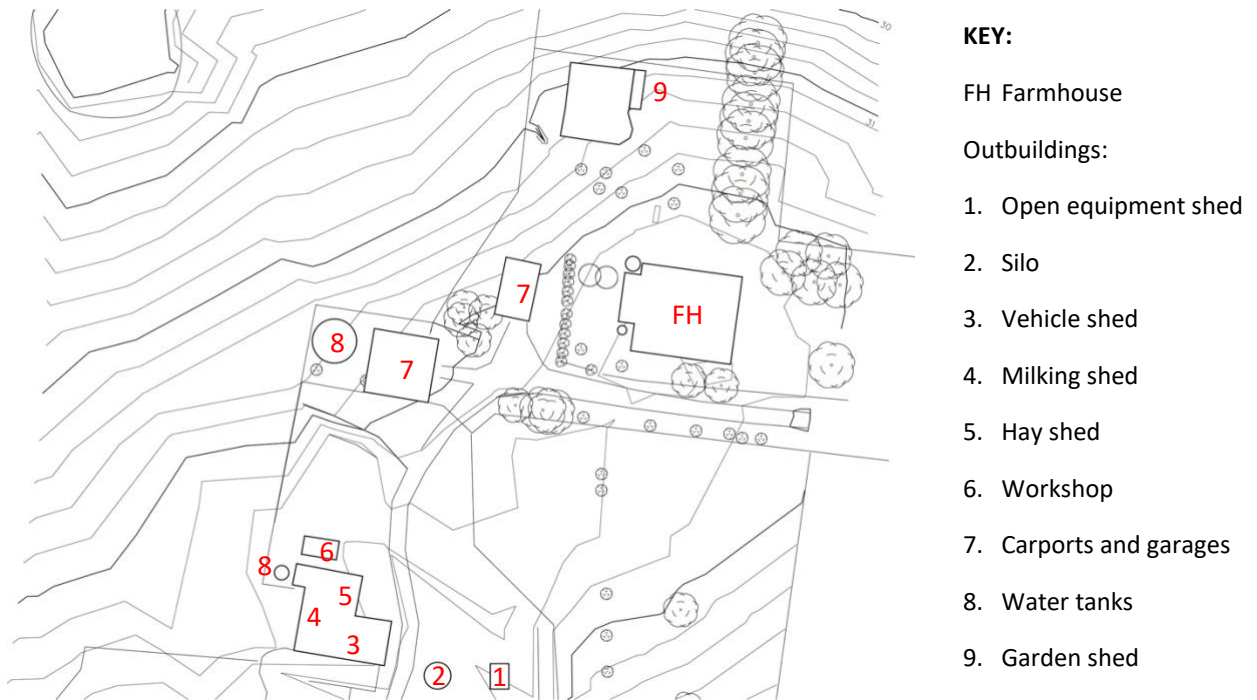 30
KEY:
9
FH Farmhouse
31
Outbuildings:
1. Open equipment shed
2. Silo
7
FH
3. Vehicle shed
8
7
4. Milking shed
5. Hay shed
6. Workshop
6
7. Carports and garages
8
5
8. Water tanks
4
3
9. Garden shed
2
1